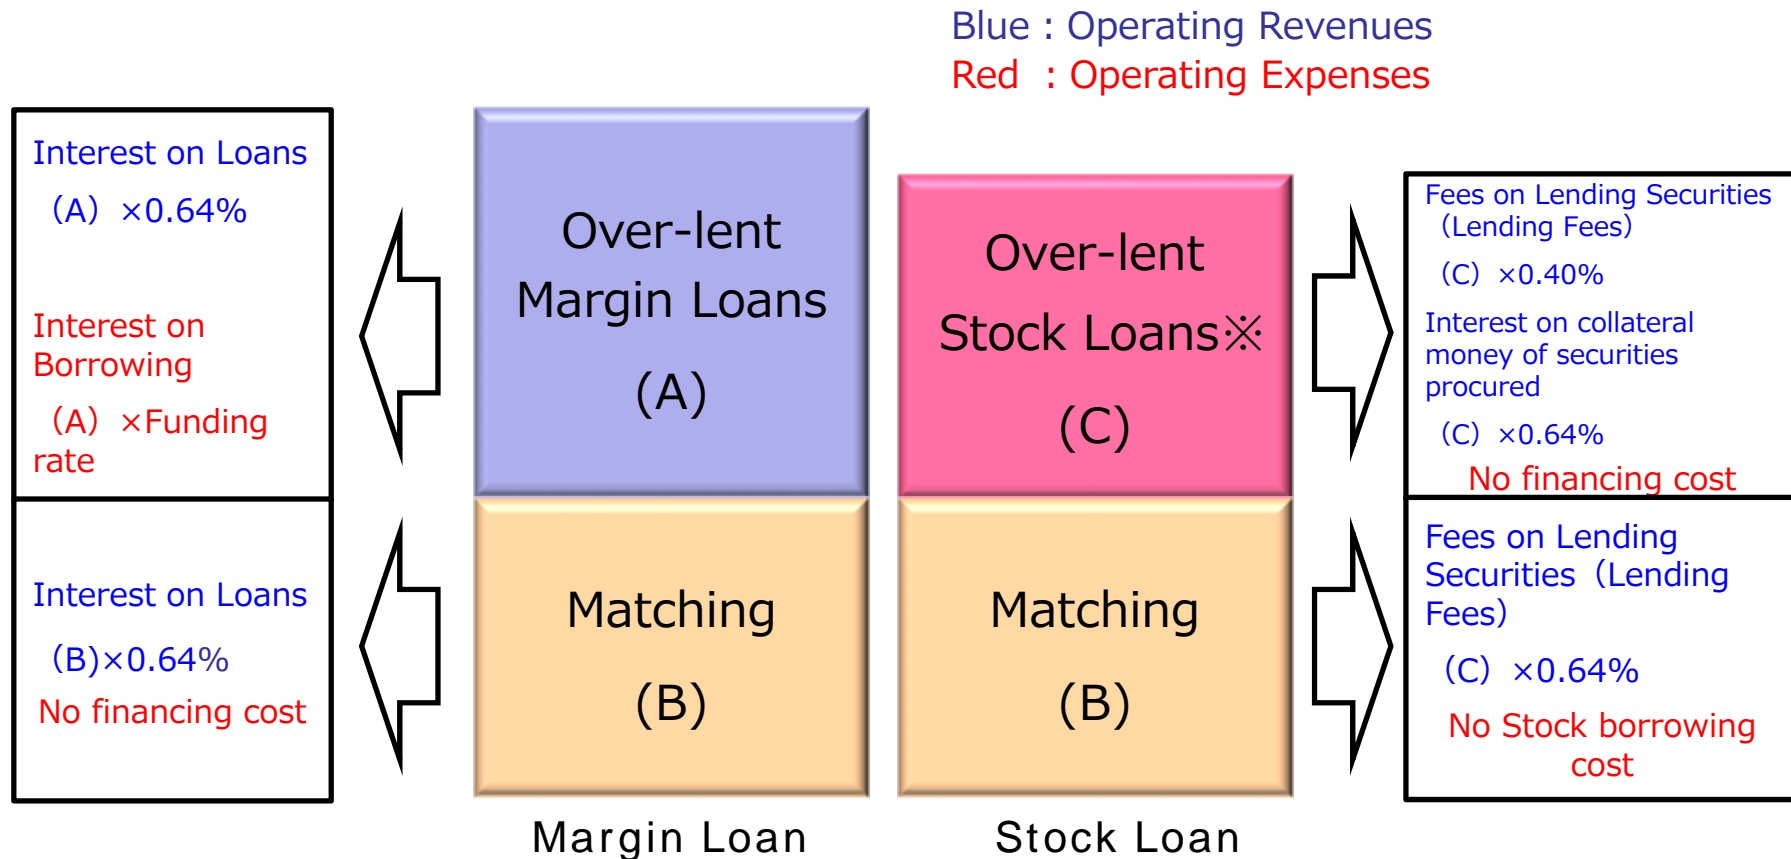 Blue : Operating Revenues
Red : Operating Expenses
Interest on Loans
（A）×0.64%
Interest on
Borrowing
（A）×Funding
rate
Interest on Loans
（B)×0.64%
No financing cost
Over-lent
Margin Loans
(A)
Matching
(B)
Margin Loan
Over-lent
Stock Loans※
(C)
Matching
(B)
Stock Loan
Fees on Lending Securities
（Lending Fees）
（C）×0.40%
Interest on collateral
money of securities
procured
（C）×0.64%
No financing cost
Fees on Lending
Securities（Lending
Fees）
（C）×0.64%
No Stock borrowing
cost